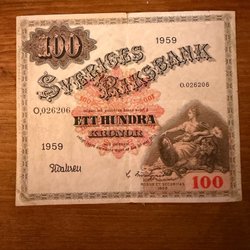 100
1959
SVERIGES
RIKSBANK
O,026206
O,026206
ETT HUNDRA
KRONOR
1959
100